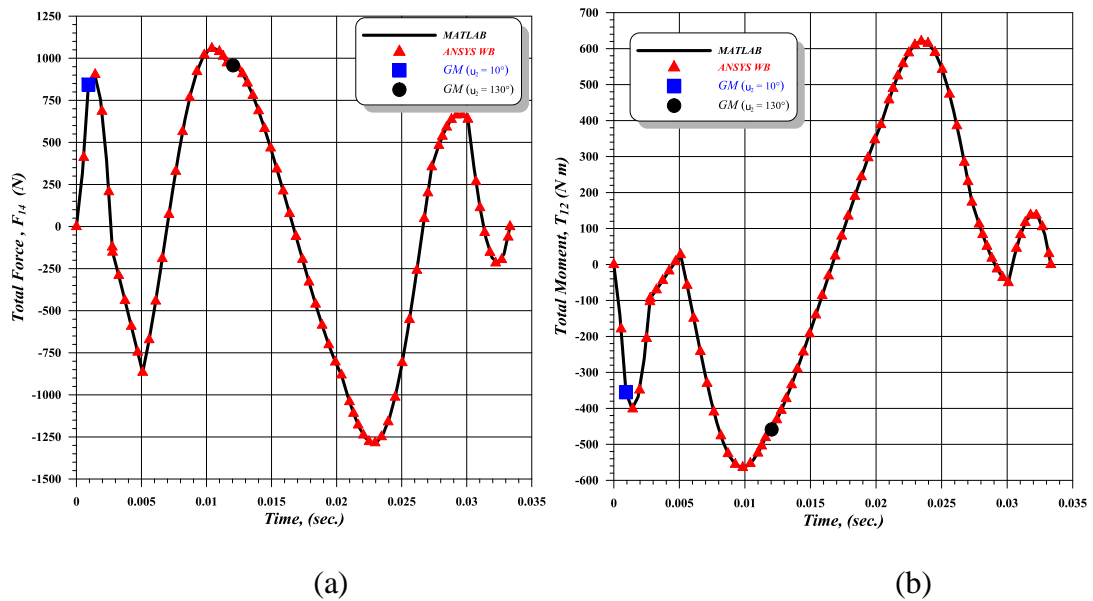 1250
1000
750
500
250
0
-250
-500
-750
-1000
-1250
-1500
Total Force , F14 (N)
0 0.005 0.01 0.015 0.02 0.025 0.03 0.035
Time, (sec.)
MATLAB
ANSYS WB
GM (u2 = 10°)
GM (u2 = 130°)
(a)
700
600
500
400
300
200
100
0
-100
-200
-300
-400
-500
-600
Total Moment, T12 (N m)
0 0.005 0.01 0.015 0.02 0.025 0.03 0.035
Time, (sec.)
MATLAB
ANSYS WB
GM (u2 = 10°)
GM (u2 = 130°)
(b)